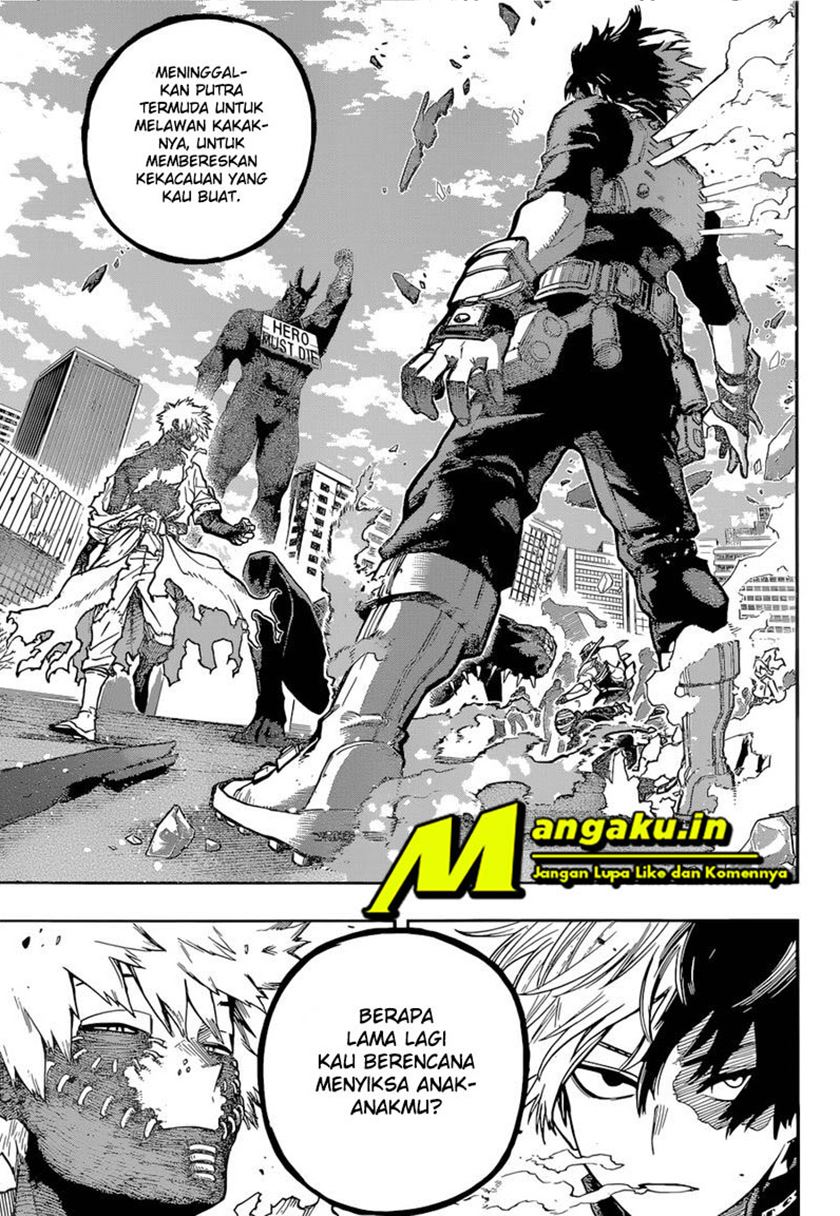 MENINGGAL-
KAN PUTRA
TERMUDA UNTUK
MELAWAN KAKAK-
NYA, UNTUK
MEMBERESKAN
KEKACAUAN YANG
KAU BUAT.
HERO
MUST DIE
Mangaku.in
Jangan Lupa Like dan Komennya
BERAPA
LAMA LAGI
KAU BERENCANA
MENYIKSA ANAK-
ANAKMU?